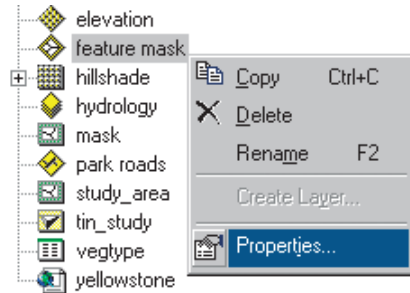 elevation
feature mask
hillshade
hydrology
mask
park roads
study_area
tin_study
vegtype
yellowstone
Copy Ctrl+C
Delete
Rename F2
Create Layer...
Properties...